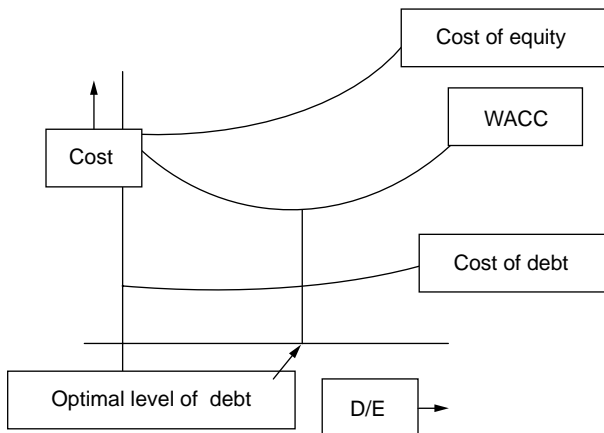 Cost of equity
WACC
Cost
Cost of debt
Optimal level of debt
D/E